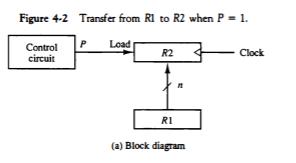 Figure 4-2 Transfer from R1 to R2 when P = 1.
Control
circuit
P
Load
R2
Clock
n
R1
(a) Block diagram